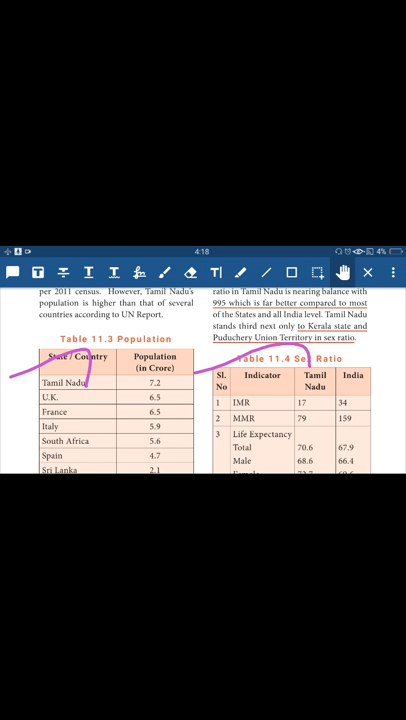 4:18
4%
per 2011 census. However, Tamil Nadu's
population is higher than that of several
countries according to UN Report.
Table 11.3 Population
State / Country Population (in Crore)
Tamil Nadu 7.2
U.K. 6.5
France 6.5
Italy 5.9
South Africa 5.6
Spain 4.7
Sri Lanka 2.1
ratio in Tamil Nadu is nearing balance with
995 which is far better compared to most
of the States and all India level. Tamil Nadu
stands third next only to Kerala state and
Puduchery Union Territory in sex ratio.
Table 11.4 Sex Ratio
Sl. No Indicator Tamil Nadu India
1 IMR 17 34
2 MMR 79 159
3 Life Expectancy
Total 70.6 67.9
Male 68.6 66.4